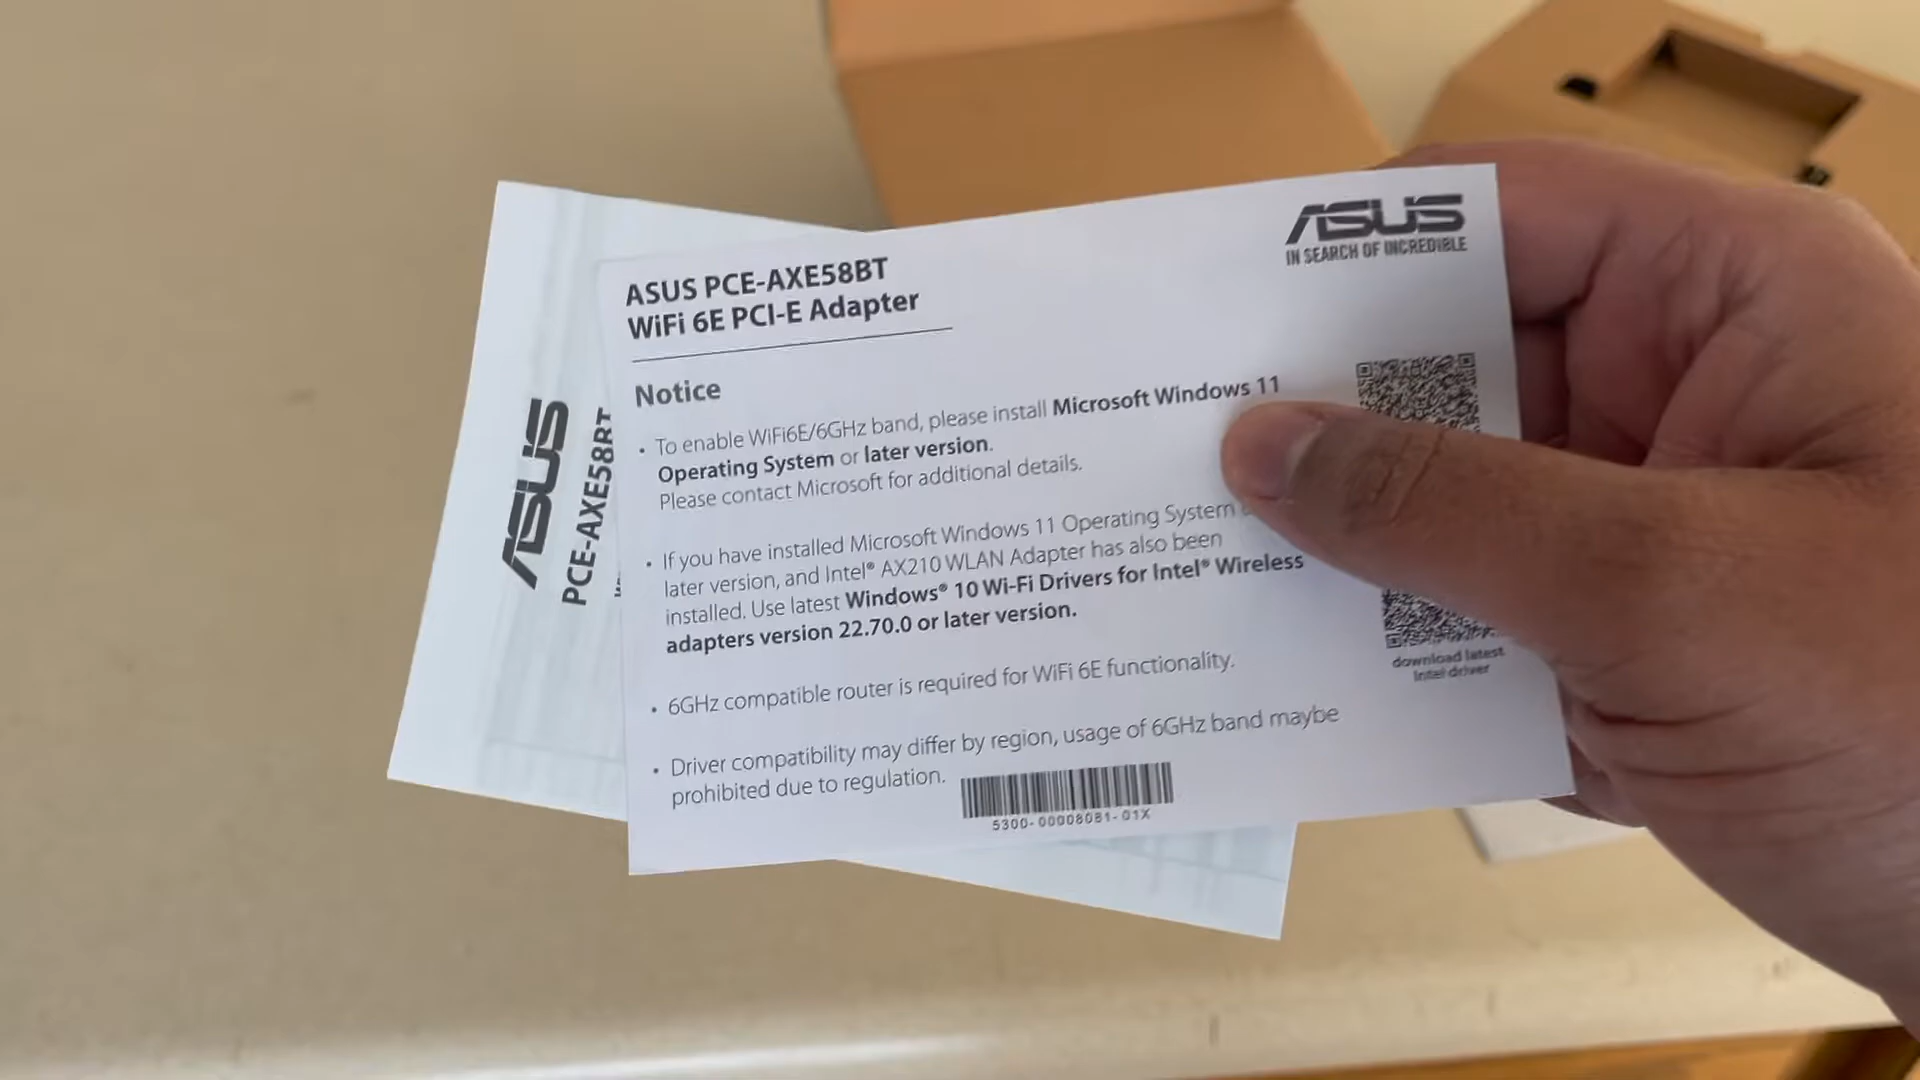 ASUS
IN SEARCH OF INCREDIBLE
ASUS PCE-AXE58BT
WiFi 6E PCI-E Adapter
Notice
• To enable WiFi6E/6GHz band, please install Microsoft Windows 11
Operating System or later version.
Please contact Microsoft for additional details.
• If you have installed Microsoft Windows 11 Operating System
later version, and Intel® AX210 WLAN Adapter has also been
installed. Use latest Windows® 10 Wi-Fi Drivers for Intel® Wireless
adapters version 22.70.0 or later version.
• 6GHz compatible router is required for WiFi 6E functionality.
• Driver compatibility may differ by region, usage of 6GHz band maybe
prohibited due to regulation.
5300-00008081-01X
download latest
Intel driver
ASUS
PCE-AXE58BT